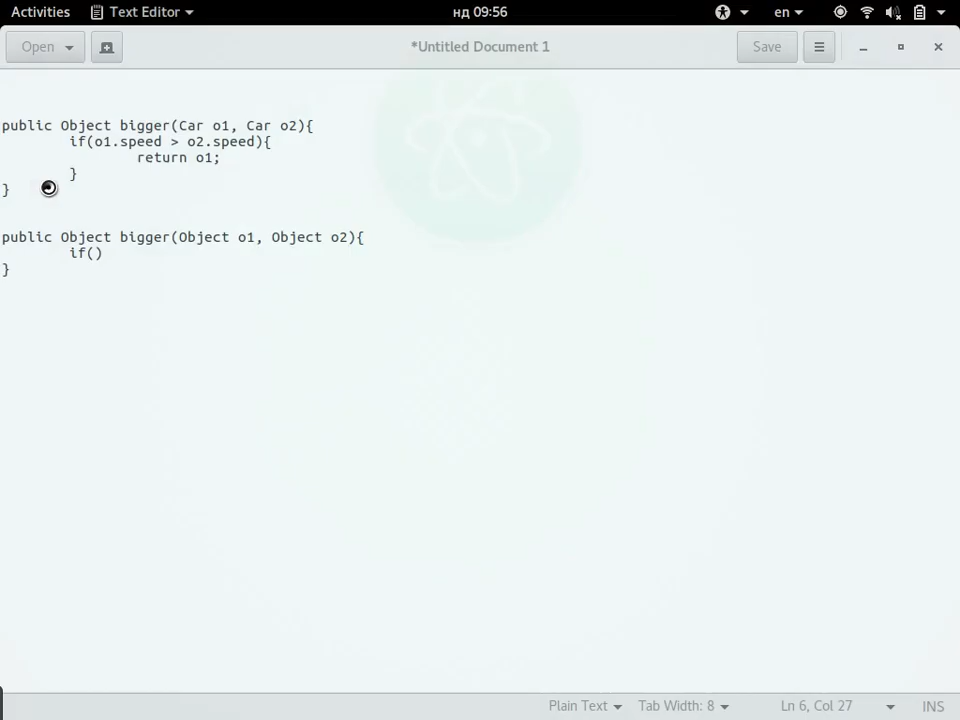 Activities Text Editor нд 09:56 en
Open *Untitled Document 1 Save
public Object bigger(Car o1, Car o2){
if(o1.speed > o2.speed){
return o1;
}
}
public Object bigger(Object o1, Object o2){
if()
}
Plain Text Tab Width: 8 Ln 6, Col 27 INS